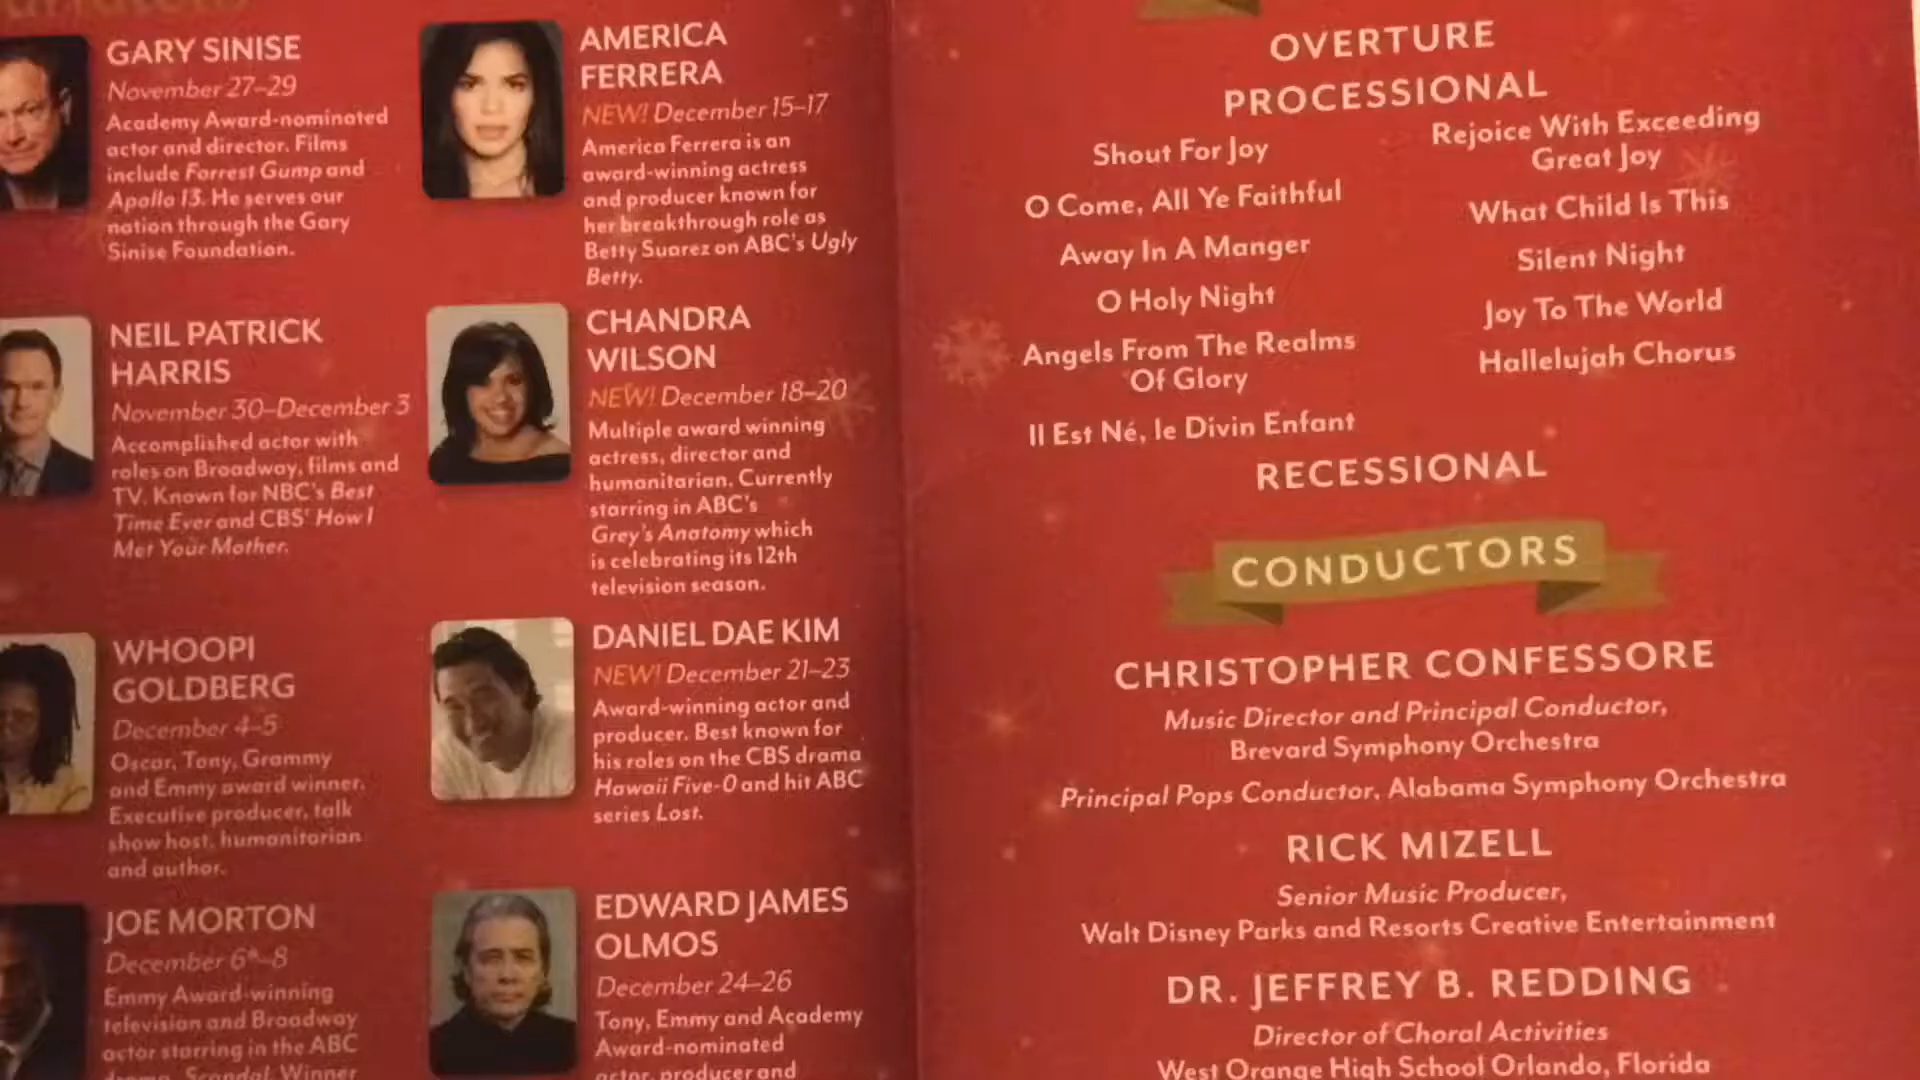 GARY SINISE
November 27–29
Academy Award-nominated
actor and director. Films
include Forrest Gump and
Apollo 13. He serves our
nation through the Gary
Sinise Foundation.
NEIL PATRICK
HARRIS
November 30–December 3
Accomplished actor with
roles on Broadway, films and
TV. Known for NBC's Best
Time Ever and CBS' How I
Met Your Mother.
WHOOPI
GOLDBERG
December 4–5
Oscar, Tony, Grammy
and Emmy award winner.
Executive producer, talk
show host, humanitarian
and author.
JOE MORTON
December 6*–8
Emmy Award-winning
television and Broadway
actor starring in the ABC
drama, Scandal. Winner
AMERICA
FERRERA
NEW! December 15–17
America Ferrera is an
award-winning actress
and producer known for
her breakthrough role as
Betty Suarez on ABC's Ugly
Betty.
CHANDRA
WILSON
NEW! December 18–20
Multiple award winning
actress, director and
humanitarian. Currently
starring in ABC's
Grey's Anatomy which
is celebrating its 12th
television season.
DANIEL DAE KIM
NEW! December 21–23
Award-winning actor and
producer. Best known for
his roles on the CBS drama
Hawaii Five-0 and hit ABC
series Lost.
EDWARD JAMES
OLMOS
December 24–26
Tony, Emmy and Academy
Award-nominated
actor, producer and
OVERTURE
PROCESSIONAL
Shout For Joy
O Come, All Ye Faithful
Away In A Manger
O Holy Night
Angels From The Realms
Of Glory
Il Est Né, le Divin Enfant
Rejoice With Exceeding
Great Joy
What Child Is This
Silent Night
Joy To The World
Hallelujah Chorus
RECESSIONAL
CONDUCTORS
CHRISTOPHER CONFESSORE
Music Director and Principal Conductor,
Brevard Symphony Orchestra
Principal Pops Conductor, Alabama Symphony Orchestra
RICK MIZELL
Senior Music Producer,
Walt Disney Parks and Resorts Creative Entertainment
DR. JEFFREY B. REDDING
Director of Choral Activities
West Orange High School Orlando, Florida